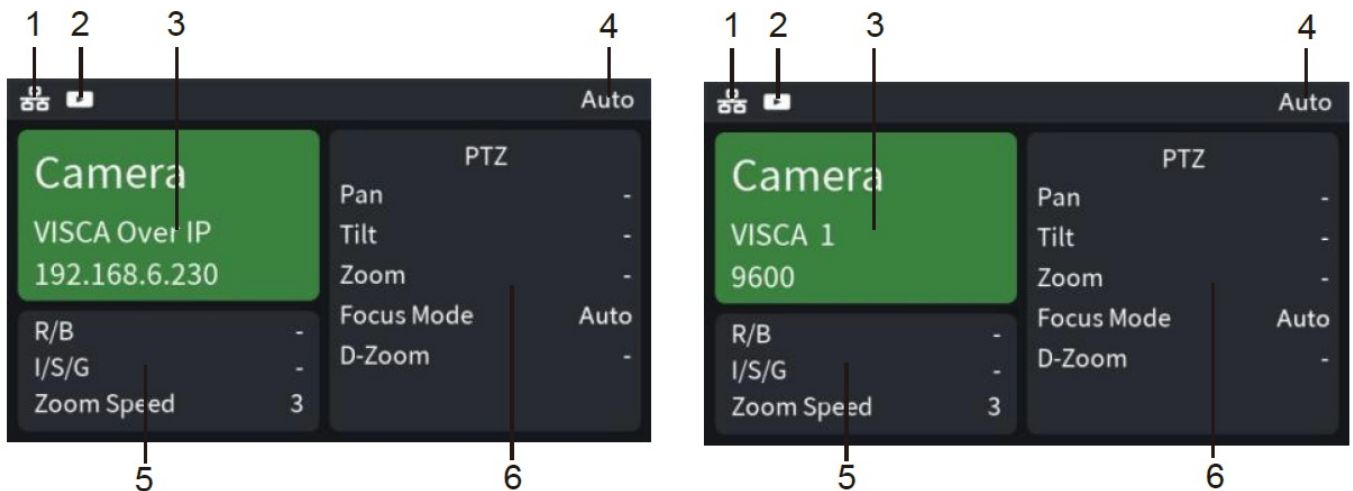 1 2 3 4
Auto
Camera
VISCA Over IP
192.168.6.230
R/B -
I/S/G -
Zoom Speed 3
PTZ
Pan -
Tilt -
Zoom -
Focus Mode Auto
D-Zoom -
5 6
1 2 3 4
Auto
Camera
VISCA 1
9600
R/B -
I/S/G -
Zoom Speed 3
PTZ
Pan -
Tilt -
Zoom -
Focus Mode Auto
D-Zoom -
5 6